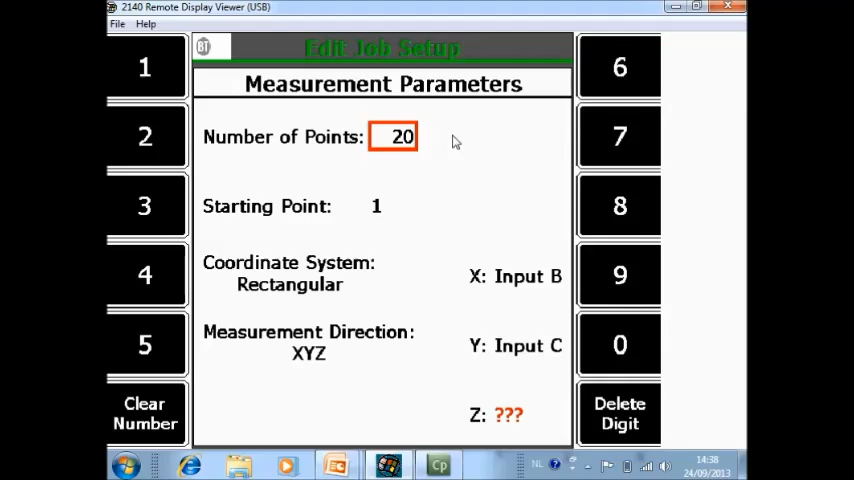 2140 Remote Display Viewer (USB)
File Help
BT
Edit Job Setup
Measurement Parameters
1
2
3
4
5
Clear
Number
Number of Points: 20
Starting Point: 1
Coordinate System:
Rectangular
X: Input B
Measurement Direction:
XYZ
Y: Input C
Z: ???
6
7
8
9
0
Delete
Digit
Cp
NL
14:38
24/09/2013